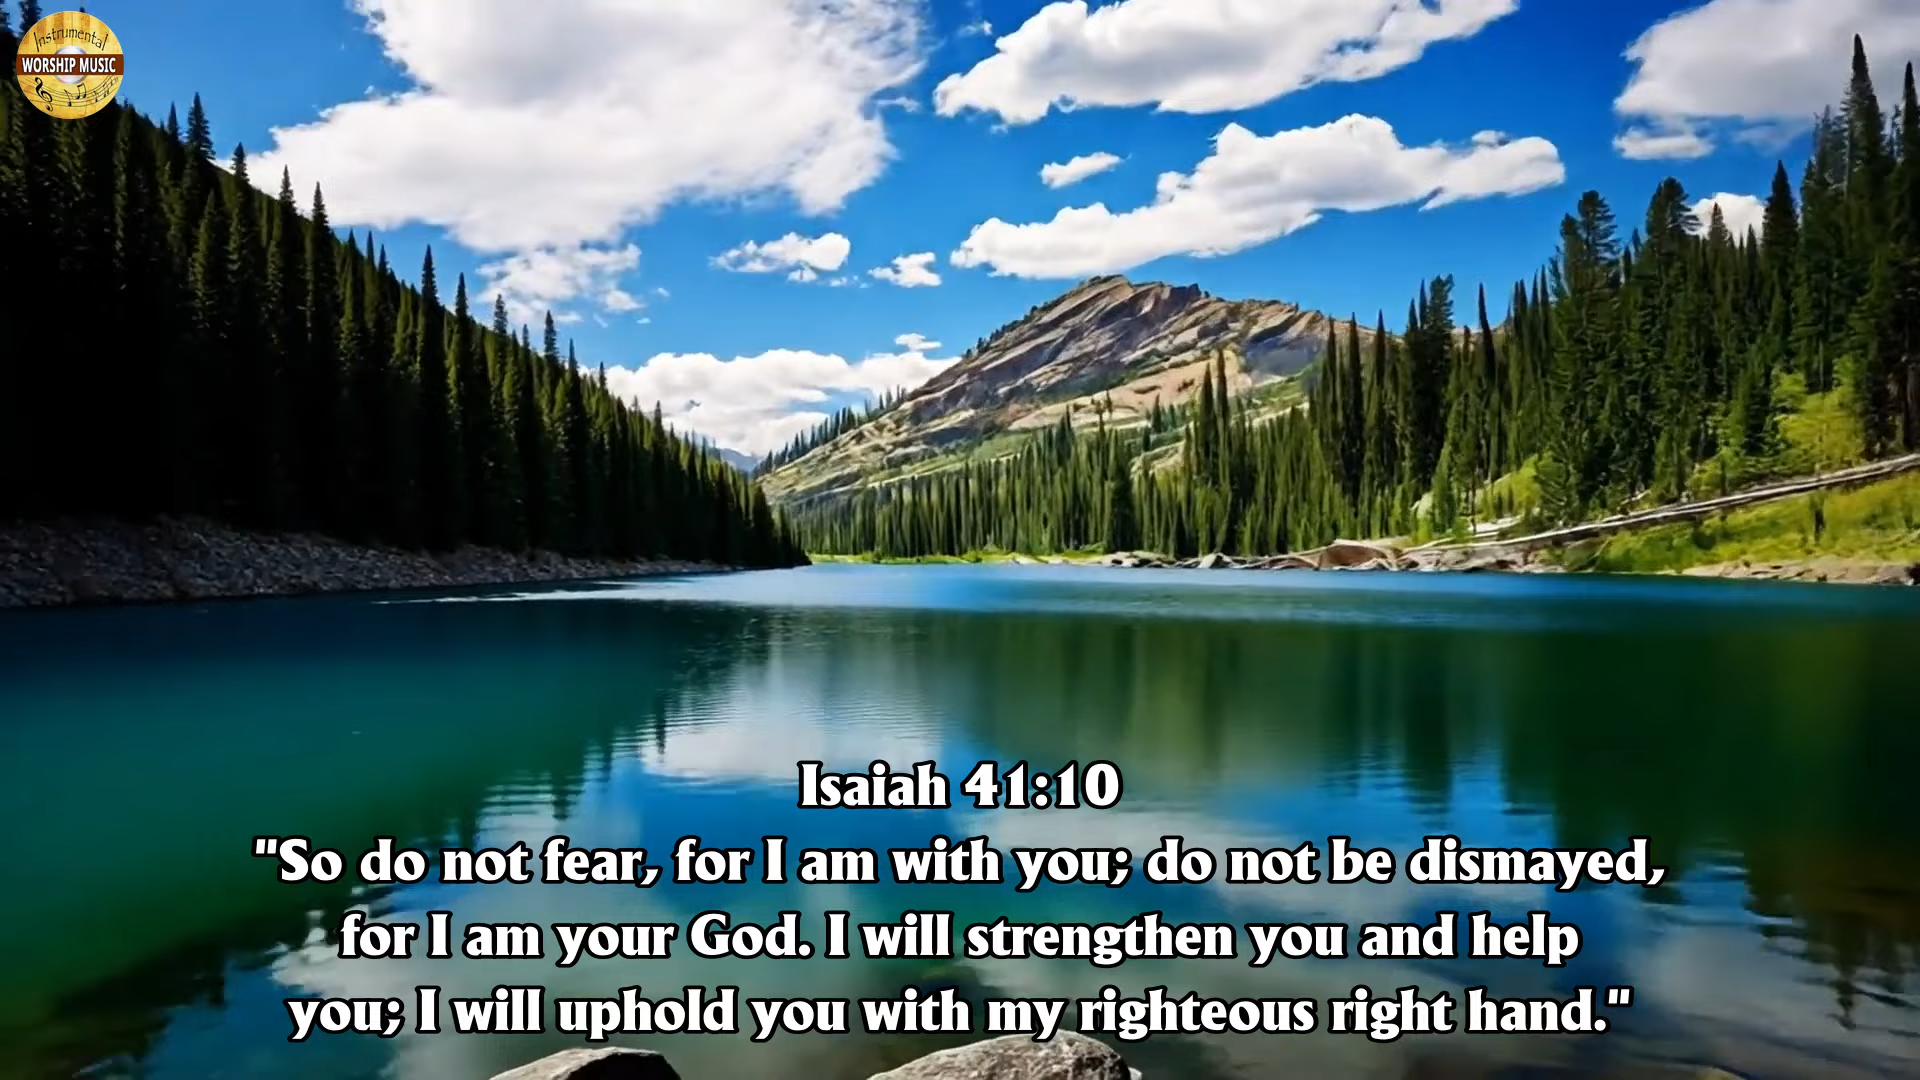 Instrumental
WORSHIP MUSIC
Isaiah 41:10
"So do not fear, for I am with you; do not be dismayed,
for I am your God. I will strengthen you and help
you; I will uphold you with my righteous right hand."